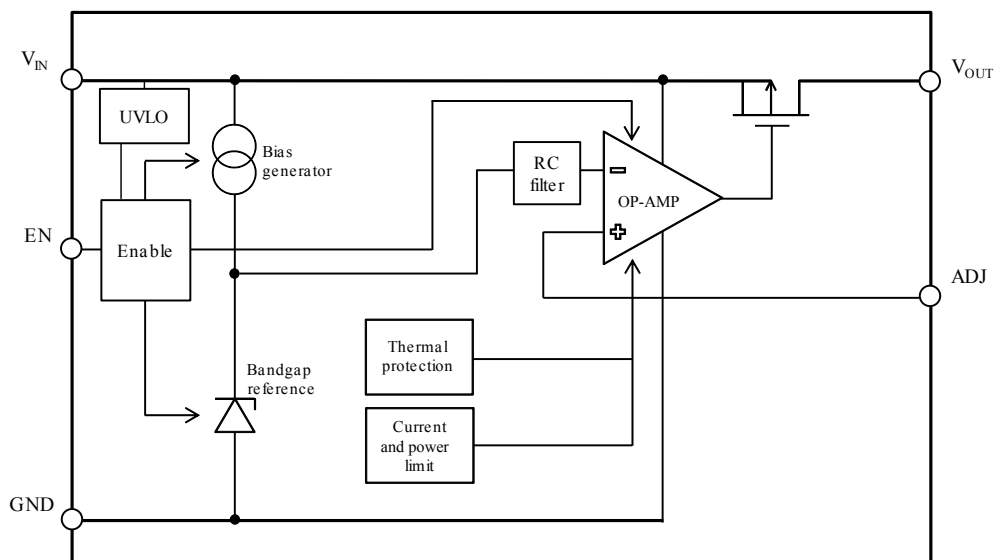 VIN
VOUT
UVLO
Bias
generator
RC
filter
OP-AMP
EN
Enable
ADJ
Thermal
protection
Bandgap
reference
Current
and power
limit
GND